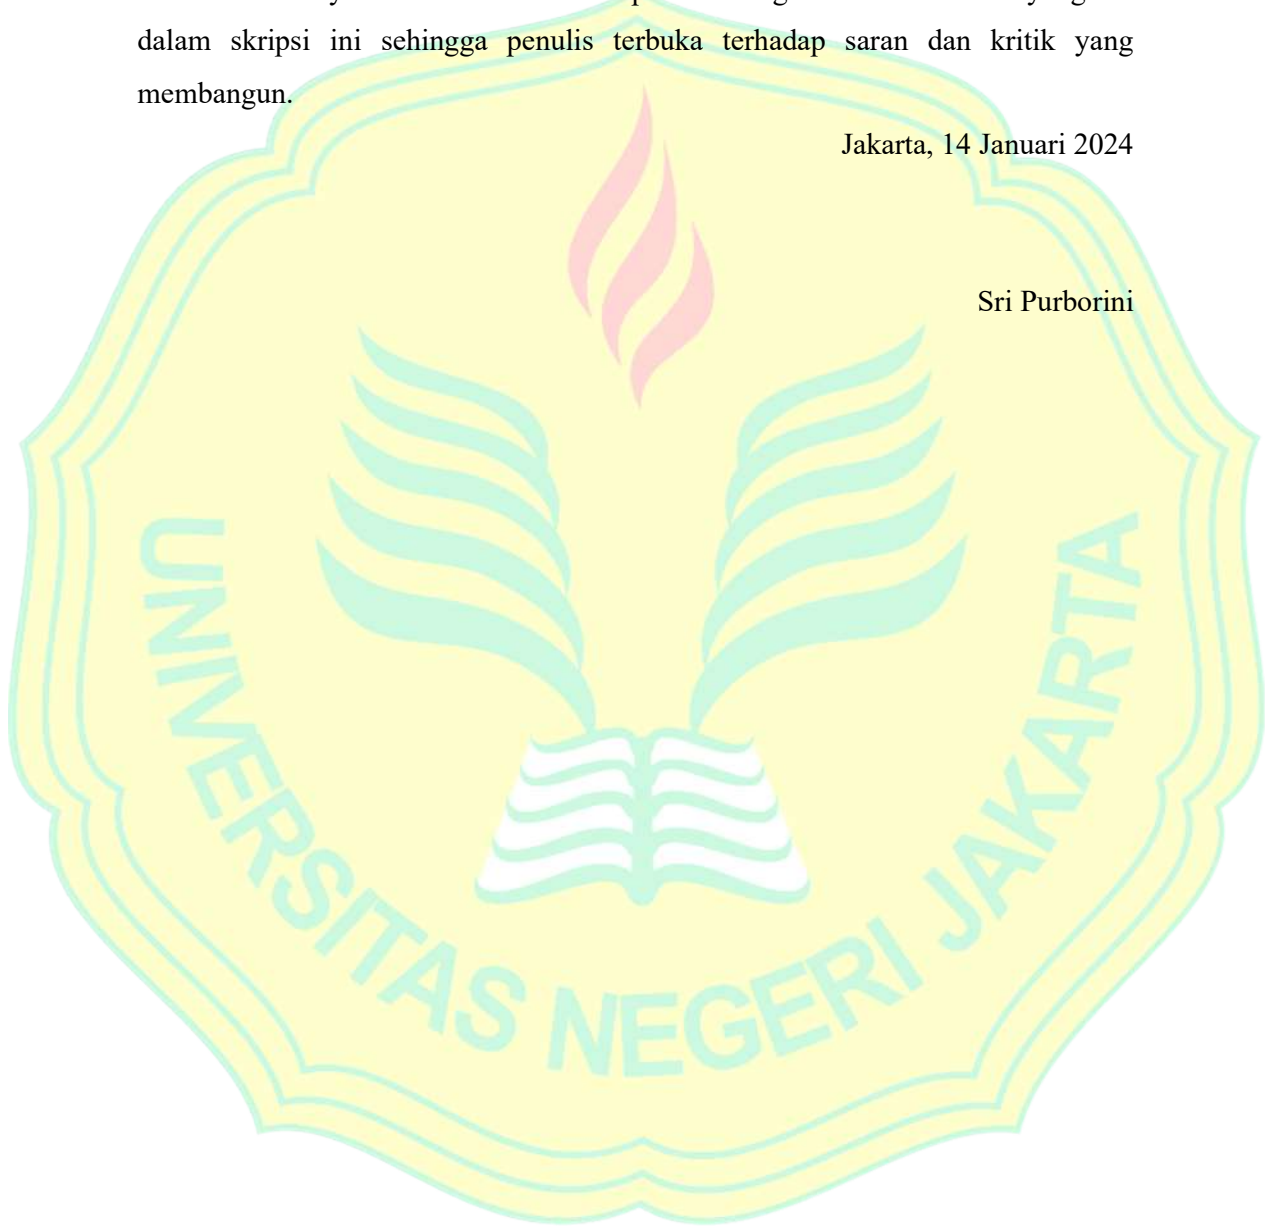 dalam skripsi ini sehingga penulis terbuka terhadap saran dan kritik yang
membangun.
Jakarta, 14 Januari 2024
Sri Purborini
UNIVERSITAS NEGERI JAKARTA